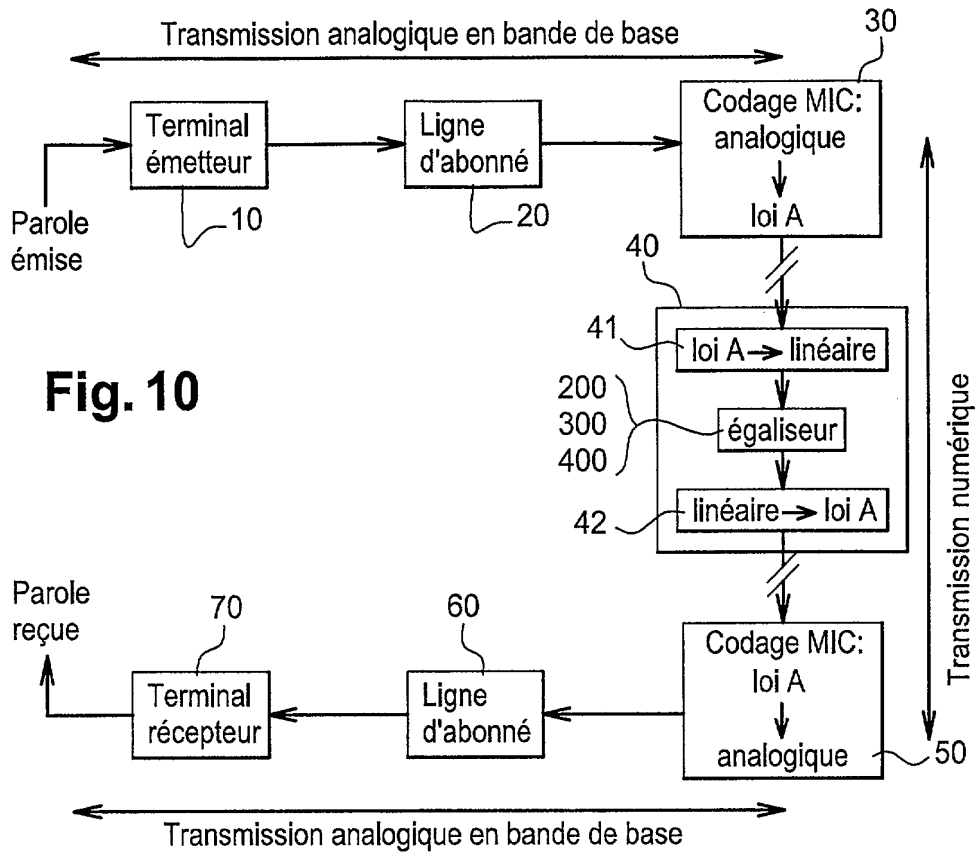 Transmission analogique en bande de base
30
Terminal
émetteur
Ligne
d'abonné
Codage MIC:
analogique
loi A
Parole
émise
10
20
40
41
loi A linéaire
Fig. 10
200
300
400
égaliseur
42
linéaire loi A
Transmission numérique
Parole
reçue
70
60
Terminal
récepteur
Ligne
d'abonné
Codage MIC:
loi A
analogique
50
Transmission analogique en bande de base